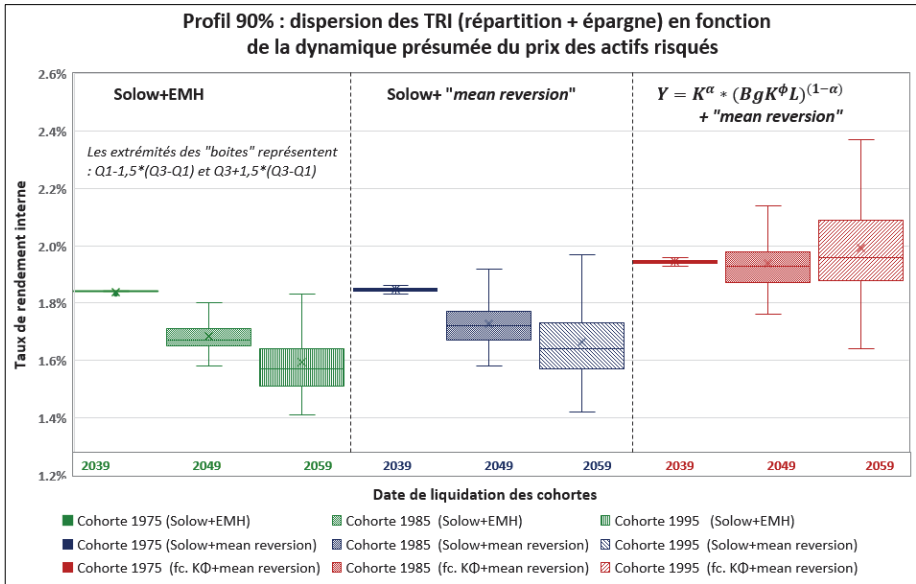 Profil 90% : dispersion des TRI (répartition + épargne) en fonction
de la dynamique présumée du prix des actifs risqués
Taux de rendement interne
2.6%
2.4%
2.2%
2.0%
1.8%
1.6%
1.4%
1.2%
Solow+EMH
Les extrémités des "boites" représentent
: Q1-1,5*(Q3-Q1) et Q3+1,5*(Q3-Q1)
Solow+ "mean reversion"
Y = K^α * (BgK^ϕL)^(1-α)
+ "mean reversion"
2039 2049 2059 2039 2049 2059 2039 2049 2059
Date de liquidation des cohortes
Cohorte 1975 (Solow+EMH) Cohorte 1985 (Solow+EMH) Cohorte 1995 (Solow+EMH)
Cohorte 1975 (Solow+mean reversion) Cohorte 1985 (Solow+mean reversion) Cohorte 1995 (Solow+mean reversion)
Cohorte 1975 (fc. KΦ+mean reversion) Cohorte 1985 (fc. KΦ+mean reversion) Cohorte 1995 (fc. KΦ+mean reversion)